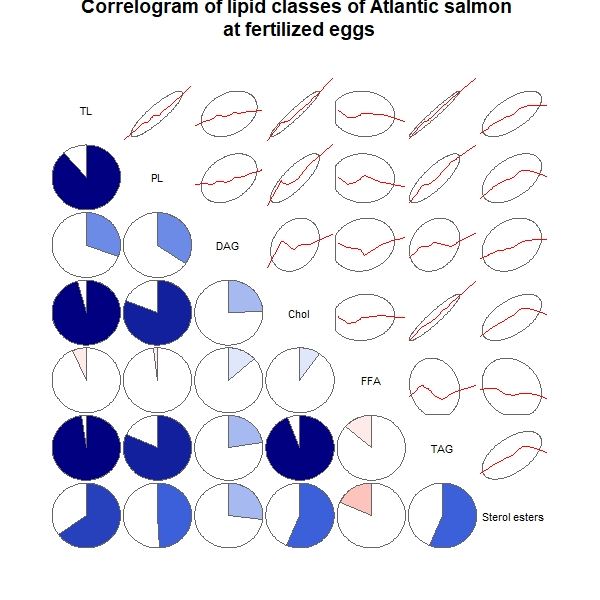 Correlogram of lipid classes of Atlantic salmon
at fertilized eggs
TL
PL
DAG
Chol
FFA
TAG
Sterol esters